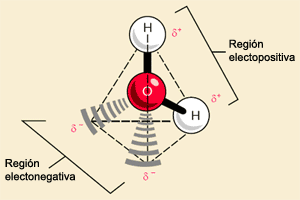 H
δ+
Región
electopositiva
O
δ+
H
δ−
Región
electonegativa
δ−